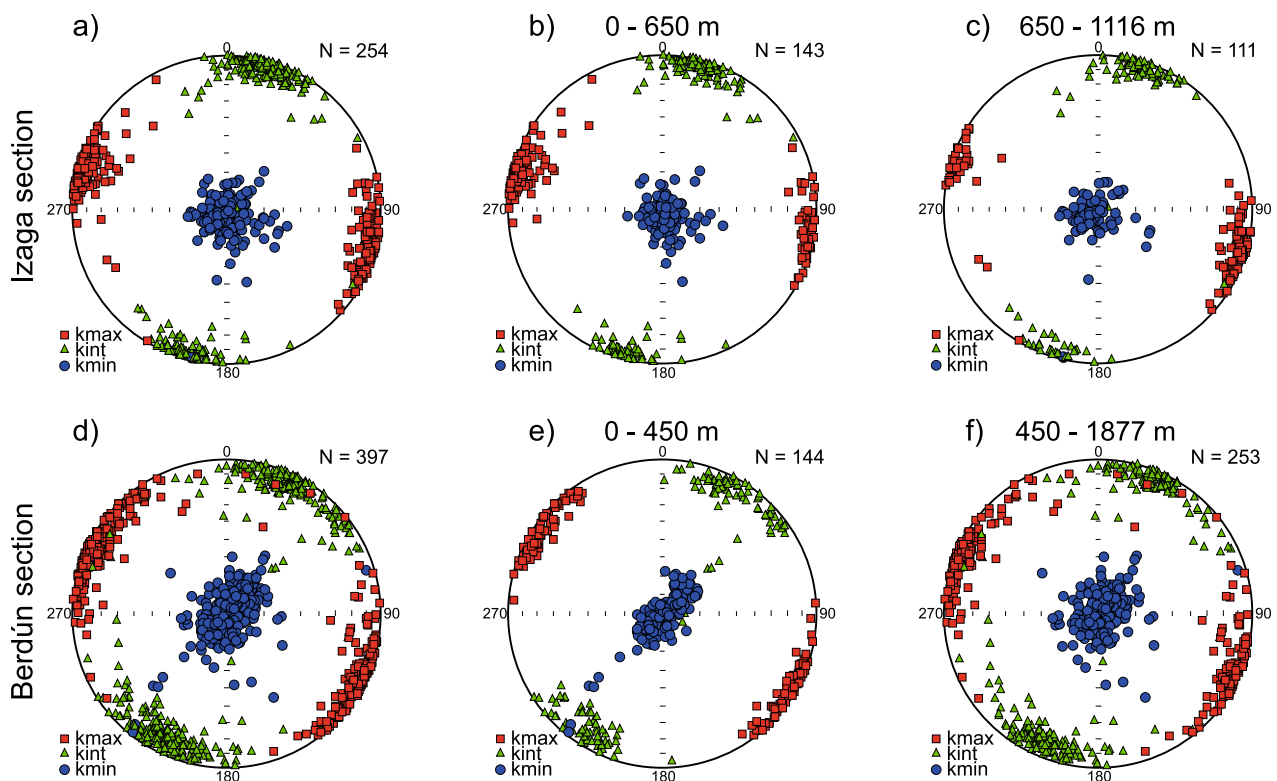 a)
0
N = 254
270
90
180
kmax
kint
kmin
b)
0 - 650 m
0
N = 143
270
90
180
kmax
kint
kmin
c)
650 - 1116 m
0
N = 111
270
90
180
kmax
kint
kmin
Izaga section
d)
0
N = 397
270
90
180
kmax
kint
kmin
e)
0 - 450 m
0
N = 144
270
90
180
kmax
kint
kmin
f)
450 - 1877 m
0
N = 253
270
90
180
kmax
kint
kmin
Berdún section